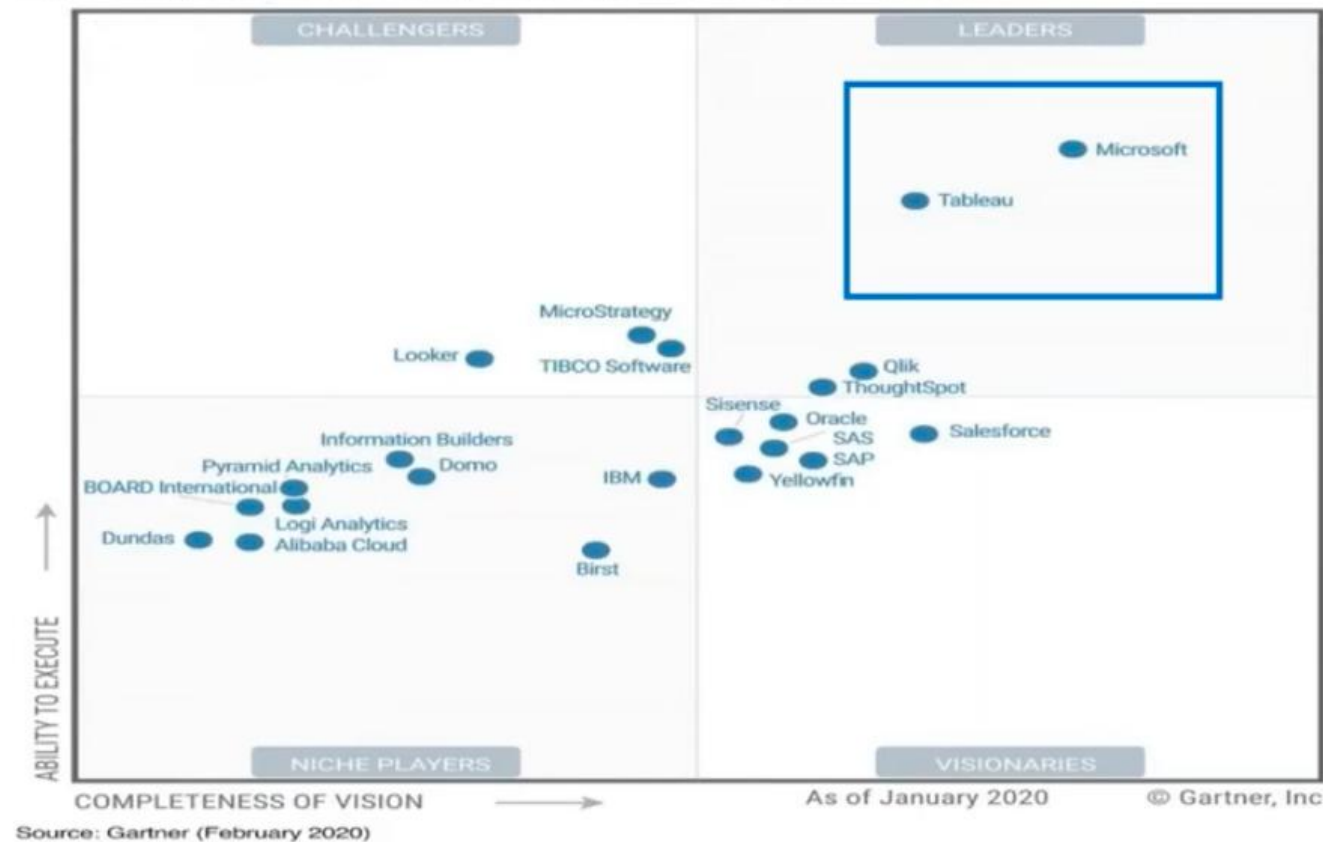 CHALLENGERS
LEADERS
Microsoft
Tableau
MicroStrategy
Looker
TIBCO Software
Qlik
ThoughtSpot
Sisense
Oracle
Salesforce
SAS
SAP
Yellowfin
Information Builders
Domo
Pyramid Analytics
IBM
BOARD International
Logi Analytics
Dundas
Alibaba Cloud
Birst
ABILITY TO EXECUTE
NICHE PLAYERS
VISIONARIES
COMPLETENESS OF VISION
As of January 2020
© Gartner, Inc
Source: Gartner (February 2020)